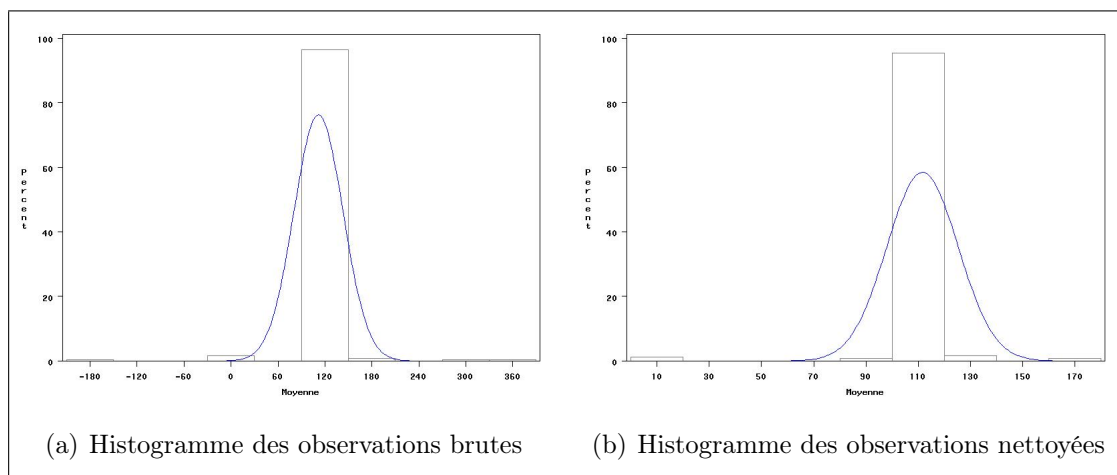 100
80
60
40
20
0
Percent
-180 -120 -60 0 60 120 180 240 300 360
Moyenne
(a) Histogramme des observations brutes
100
80
60
40
20
0
Percent
10 30 50 70 90 110 130 150 170
Moyenne
(b) Histogramme des observations nettoyées